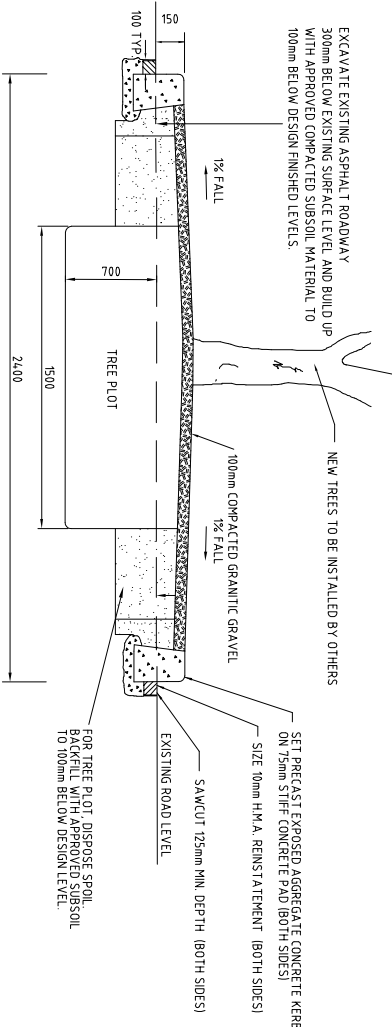 EXCAVATE EXISTING ASPHALT ROADWAY
300mm BELOW EXISTING SURFACE LEVEL AND BUILD UP
WITH APPROVED COMPACTED SUBSOIL MATERIAL TO
100mm BELOW DESIGN FINISHED LEVELS.
NEW TREES TO BE INSTALLED BY OTHERS
100mm COMPACTED GRANITIC GRAVEL
SET PRECAST EXPOSED AGGREGATE CONCRETE KERB
ON 75mm STIFF CONCRETE PAD (BOTH SIDES)
SIZE 10mm H.M.A. REINSTATEMENT (BOTH SIDES)
SAWCUT 125mm MIN. DEPTH (BOTH SIDES)
150
100 TYP
1% FALL
1% FALL
EXISTING ROAD LEVEL
700
TREE PLOT
1500
2400
FOR TREE PLOT, DISPOSE SPOIL.
BACKFILL WITH APPROVED SUBSOIL
TO 100mm BELOW DESIGN LEVEL.